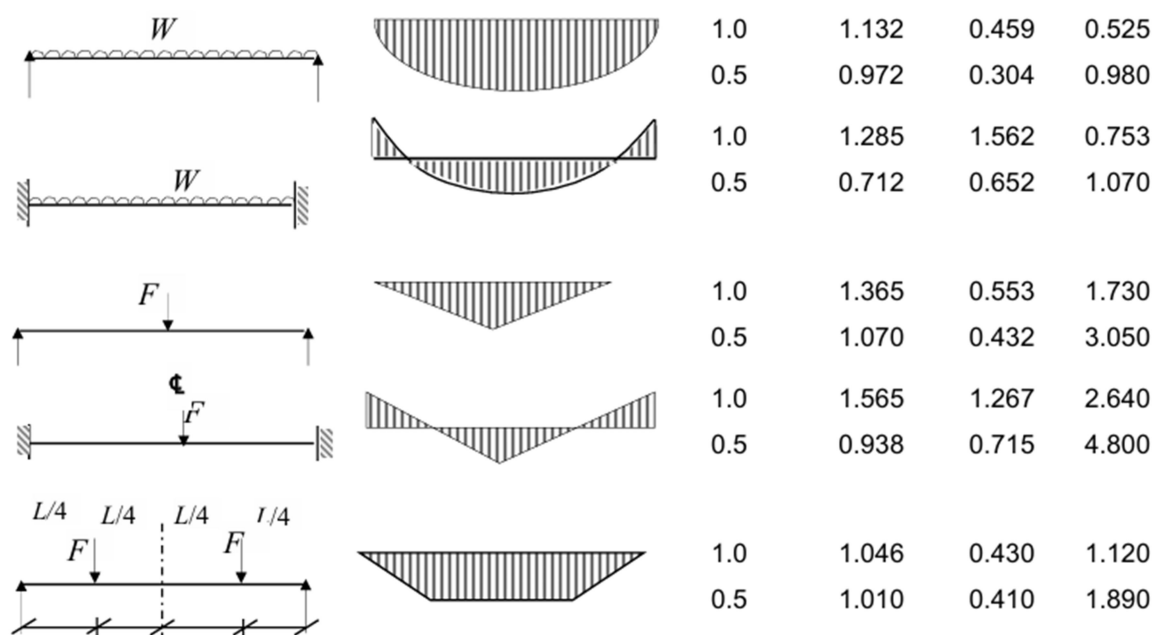 W
1.0 1.132 0.459 0.525
0.5 0.972 0.304 0.980
1.0 1.285 1.562 0.753
W
0.5 0.712 0.652 1.070
F
1.0 1.365 0.553 1.730
0.5 1.070 0.432 3.050
℄
F
1.0 1.565 1.267 2.640
0.5 0.938 0.715 4.800
L/4 L/4 L/4 L/4
F F
1.0 1.046 0.430 1.120
0.5 1.010 0.410 1.890